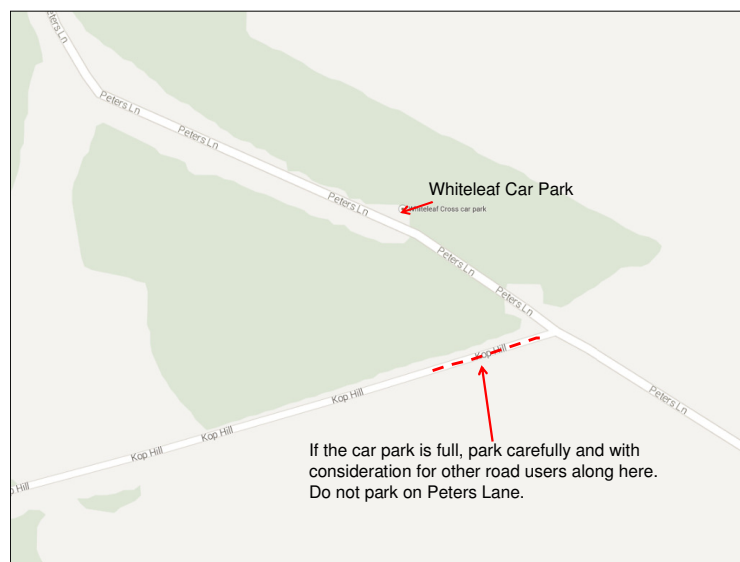 Peters Ln
Peters Ln
Peters Ln
Whiteleaf Car Park
Peters Ln
Whiteleaf Cross car park
Peters Ln
Peters Ln
Kop Hill
Peters Ln
Kop Hill
Kop Hill
Kop Hill
If the car park is full, park carefully and with
consideration for other road users along here.
Do not park on Peters Lane.
p Hill